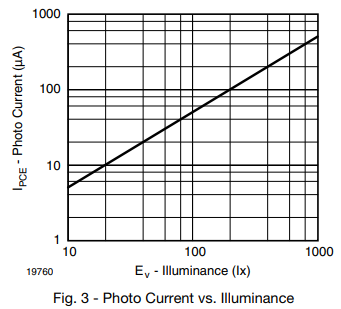 1000
100
10
1
I_PCE - Photo Current (μA)
10 100 1000
19760
E_v - Illuminance (lx)
Fig. 3 - Photo Current vs. Illuminance